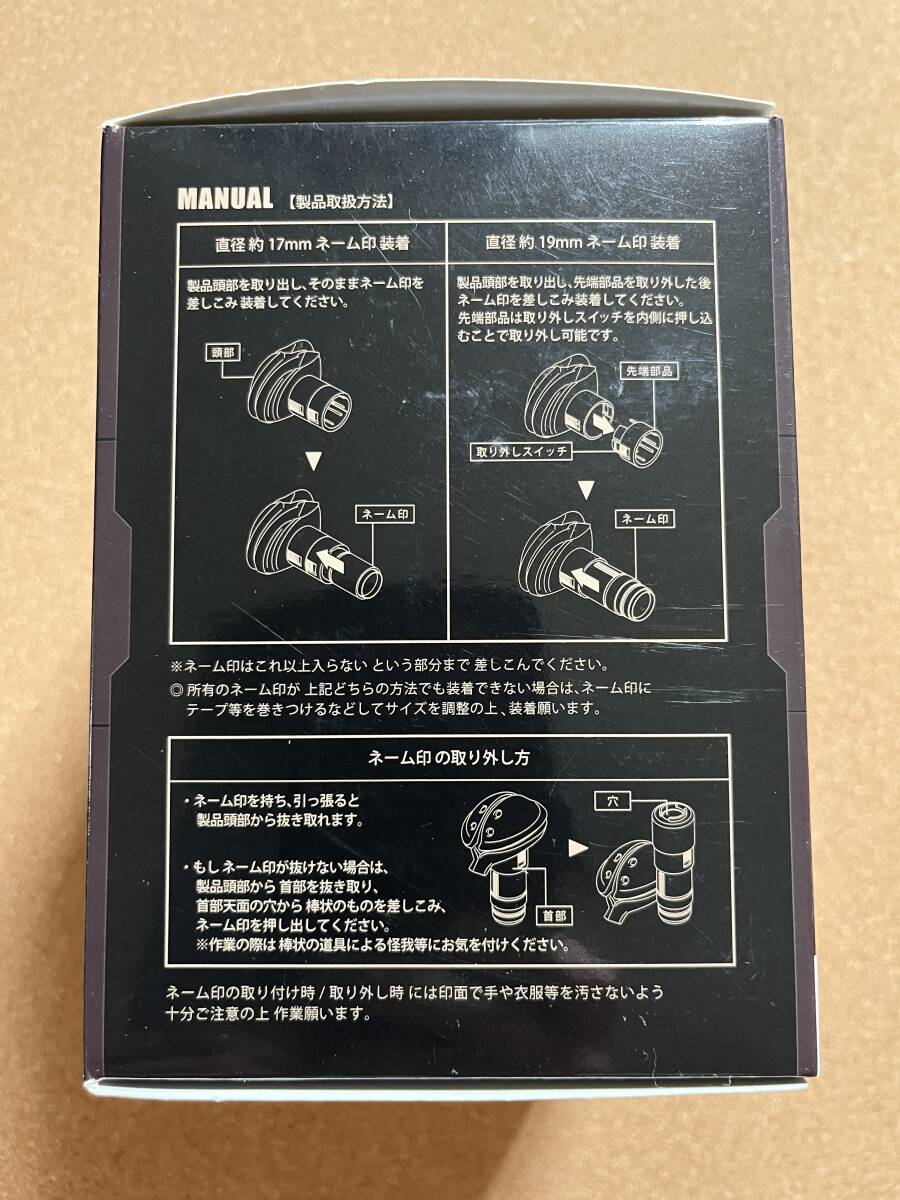 MANUAL 【製品取扱方法】
直径 約 17mm ネーム印 装着
製品頭部を取り出し、そのままネーム印を
差しこみ 装着してください。
頭部
ネーム印
直径 約 19mm ネーム印 装着
製品頭部を取り出し、先端部品を取り外した後
ネーム印を差しこみ装着してください。
先端部品は取り外しスイッチを内側に押し込
むことで取り外し可能です。
先端部品
取り外しスイッチ
ネーム印
※ネーム印はこれ以上入らない という部分まで 差しこんでください。
◎ 所有のネーム印が 上記どちらの方法でも装着できない場合は、ネーム印に
テープ等を巻きつけるなどしてサイズを調整の上、装着願います。
ネーム印 の取り外し方
・ネーム印を持ち、引っ張ると
製品頭部から抜き取れます。
・もし ネーム印が抜けない場合は、
製品頭部から 首部を抜き取り、
首部天面の穴から 棒状のものを差しこみ、
ネーム印を押し出してください。
※作業の際は 棒状の道具による怪我等にお気を付けください。
首部
穴
ネーム印の取り付け時 / 取り外し時 には印面で手や衣服等を汚さないよう
十分ご注意の上 作業願います。